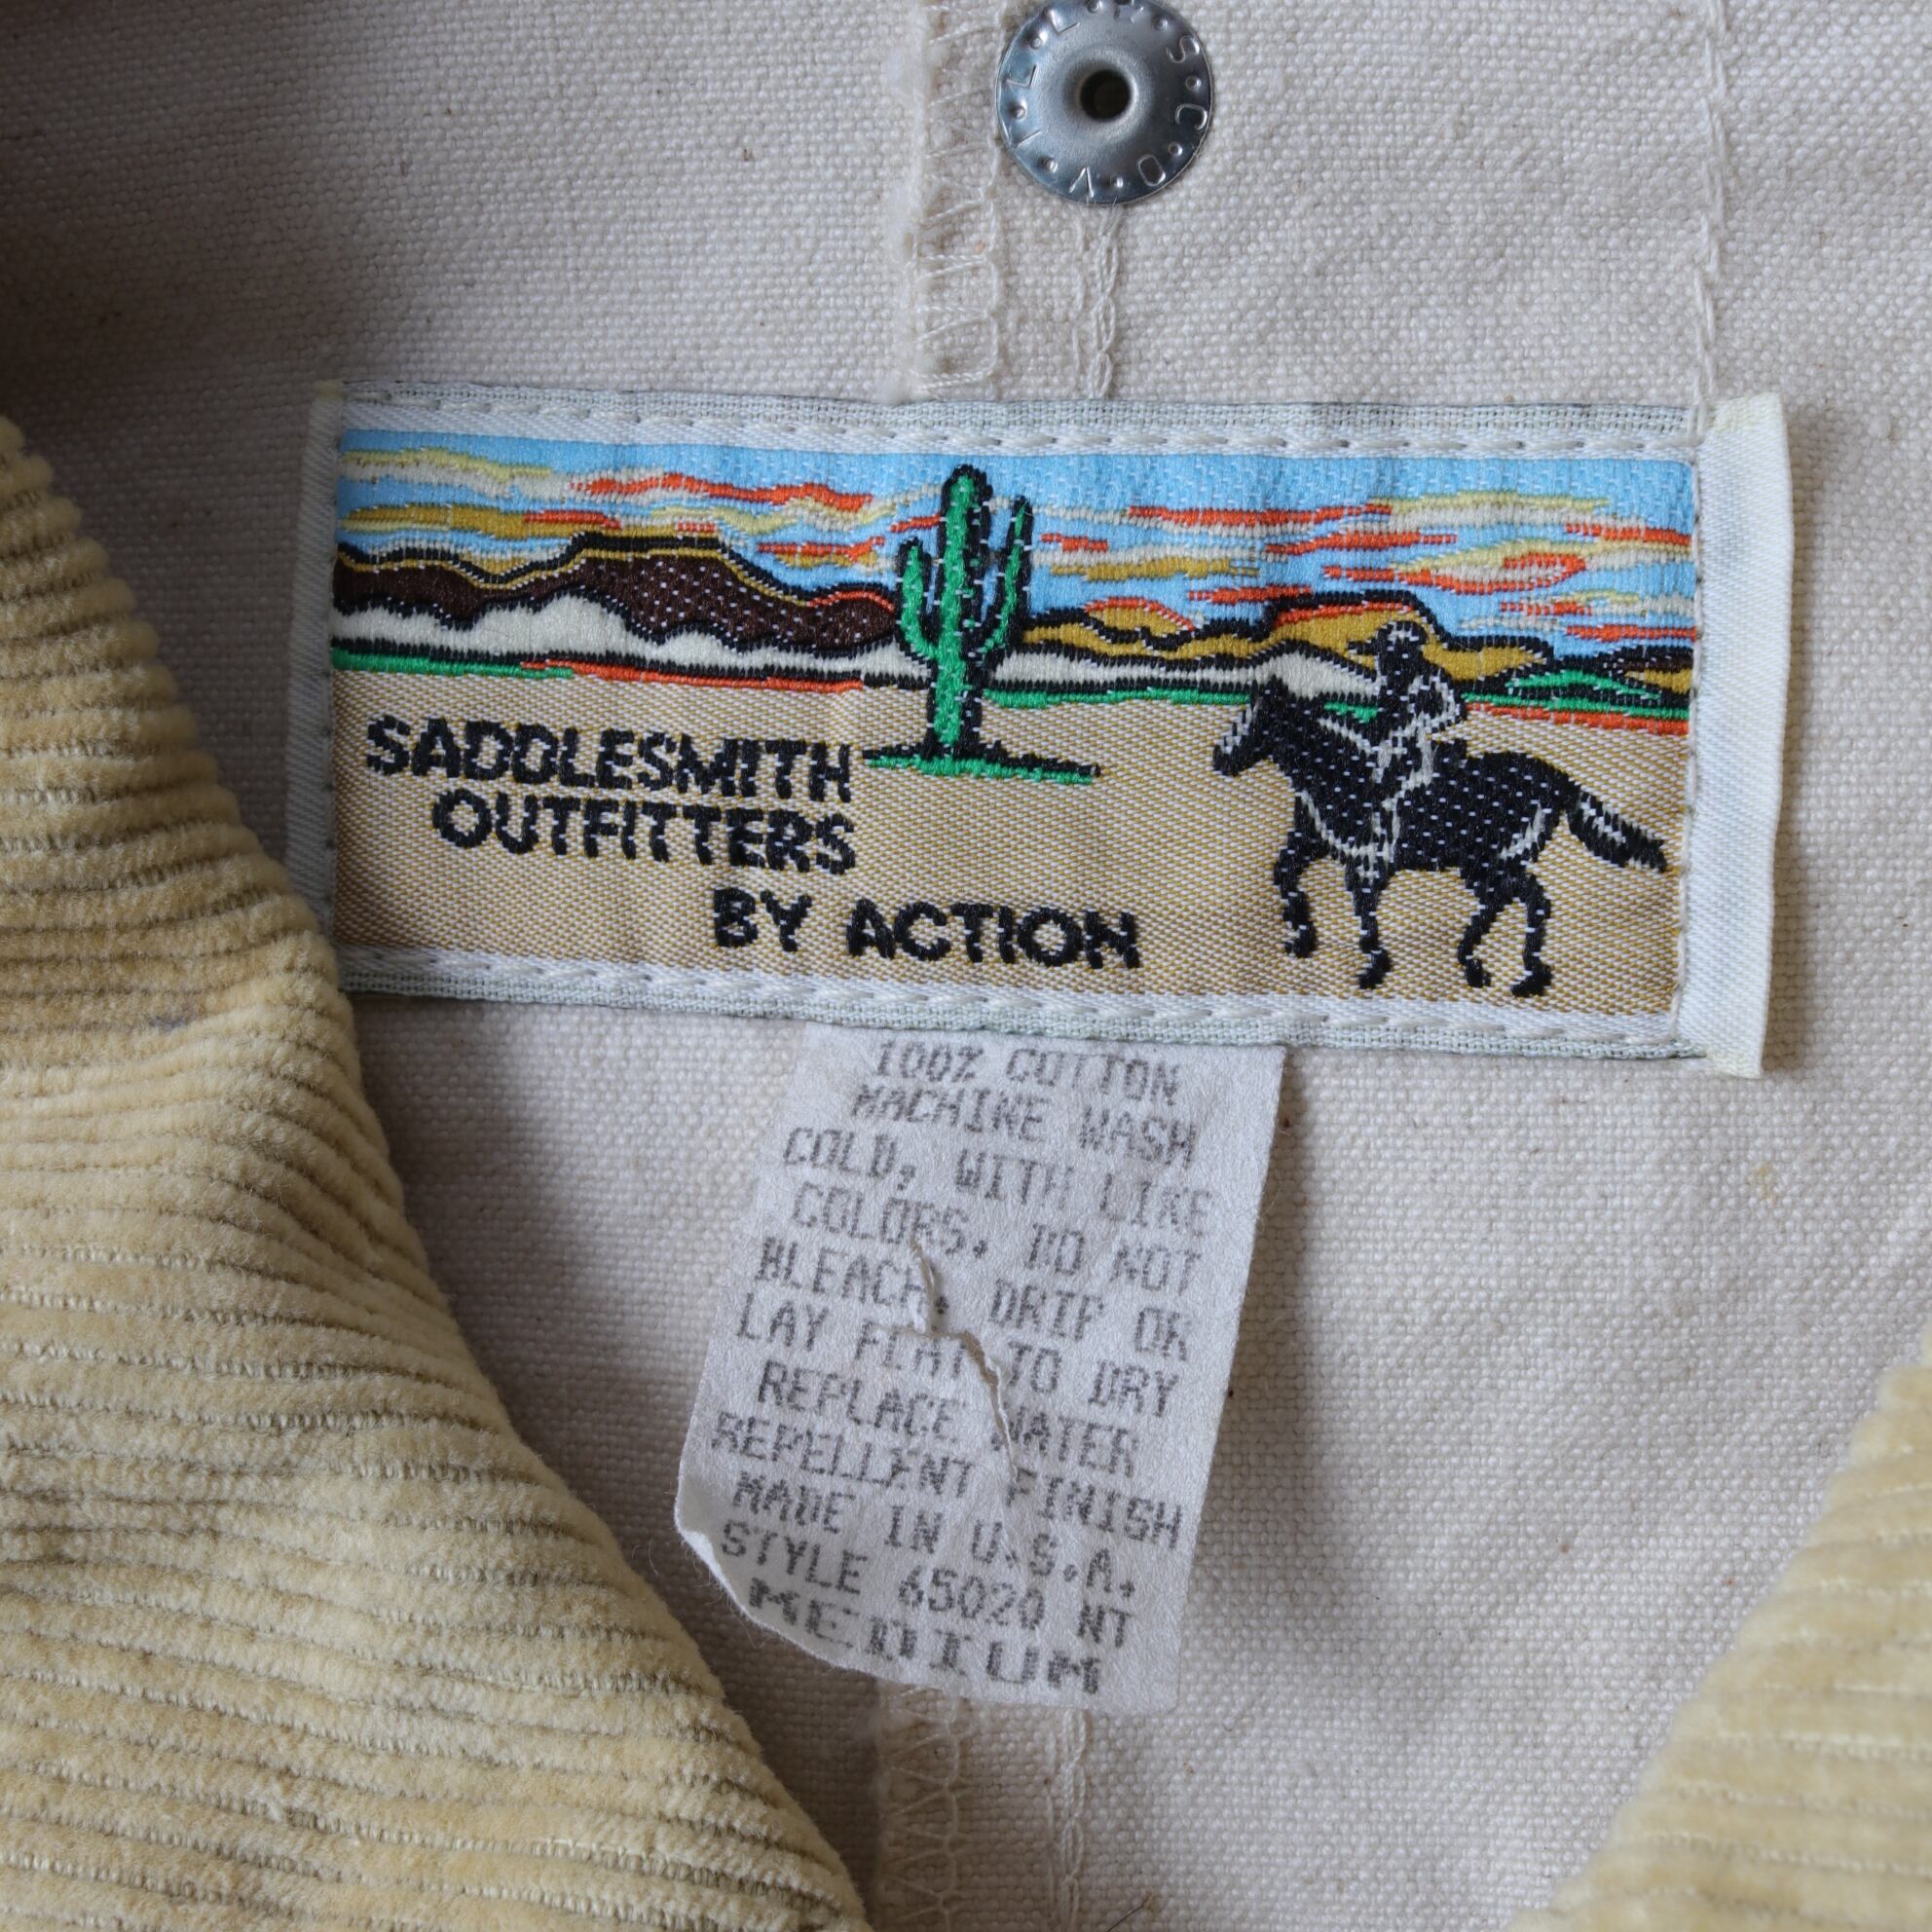 SCOVILL
SADDLESMITH
OUTFITTERS
BY ACTION
100% COTTON
MACHINE WASH
COLD, WITH LIKE
COLORS. DO NOT
BLEACH. DRIP OR
LAY FLAT TO DRY
REPLACE WATER
REPELLENT FINISH
MADE IN U.S.A.
STYLE 65020 NT
MEDIUM